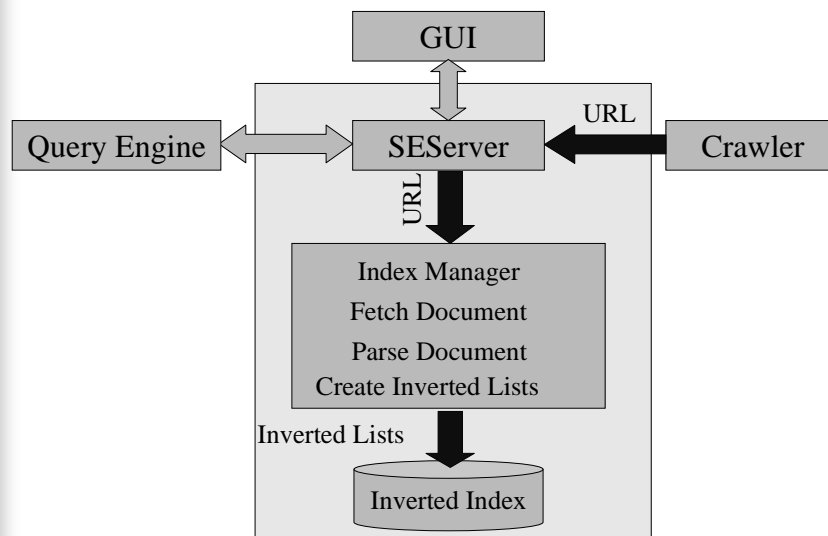 GUI
URL
Query Engine
SEServer
Crawler
URL
Index Manager
Fetch Document
Parse Document
Create Inverted Lists
Inverted Lists
Inverted Index